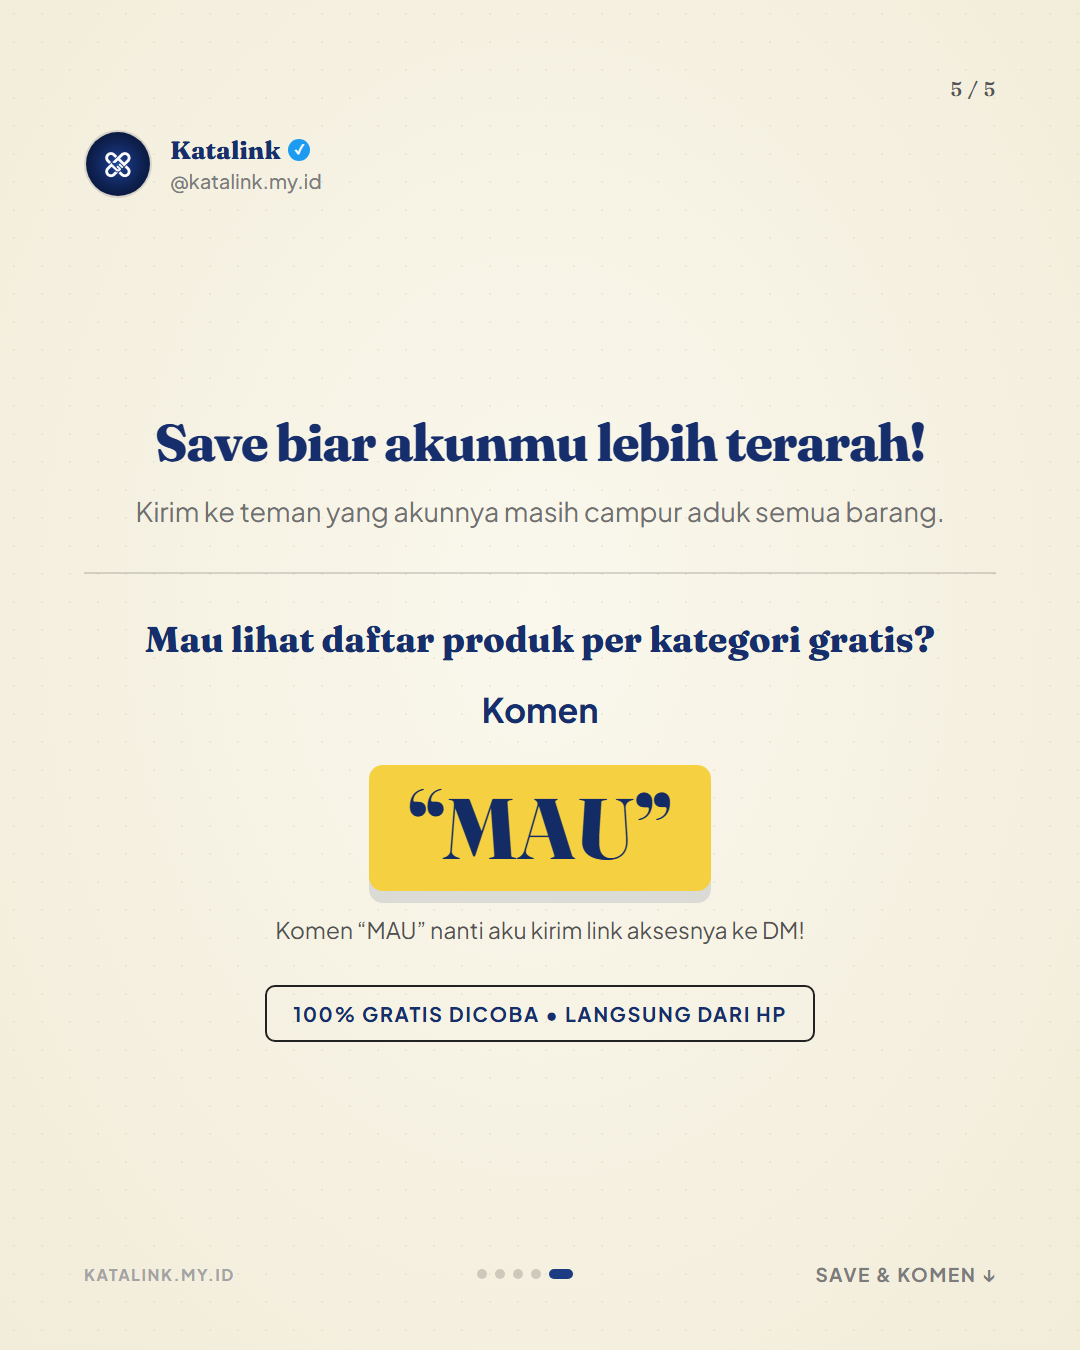 5 / 5
Katalink
@katalink.my.id
Save biar akunmu lebih terarah!
Kirim ke teman yang akunnya masih campur aduk semua barang.
Mau lihat daftar produk per kategori gratis?
Komen
“MAU”
Komen “MAU” nanti aku kirim link aksesnya ke DM!
100% GRATIS DICOBA • LANGSUNG DARI HP
KATALINK.MY.ID
SAVE & KOMEN ↓